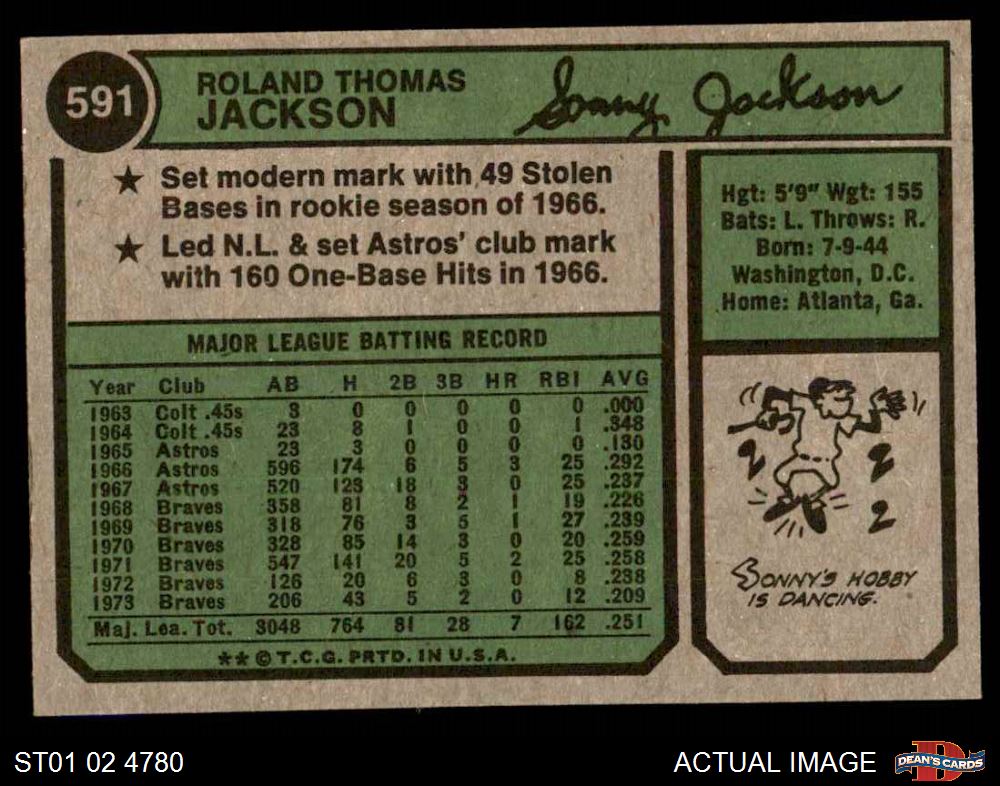 591
ROLAND THOMAS
JACKSON
Sonny Jackson
★ Set modern mark with 49 Stolen
Bases in rookie season of 1966.
★ Led N.L. & set Astros' club mark
with 160 One-Base Hits in 1966.
Hgt: 5'9" Wgt: 155
Bats: L. Throws: R.
Born: 7-9-44
Washington, D.C.
Home: Atlanta, Ga.
MAJOR LEAGUE BATTING RECORD
Year Club AB H 2B 3B HR RBI AVG
1963 Colt .45s 3 0 0 0 0 0 .000
1964 Colt .45s 23 8 1 0 0 1 .348
1965 Astros 23 3 0 0 0 0 .130
1966 Astros 596 174 6 5 3 25 .292
1967 Astros 520 123 18 3 0 25 .237
1968 Braves 358 81 8 2 1 19 .226
1969 Braves 318 76 3 5 1 27 .239
1970 Braves 328 85 14 3 0 20 .259
1971 Braves 547 141 20 5 2 25 .258
1972 Braves 126 20 6 3 0 8 .238
1973 Braves 206 43 5 2 0 12 .209
Maj. Lea. Tot. 3048 764 81 28 7 162 .251
** © T.C.G. PRTD. IN U.S.A.
2 2
2
SONNY'S HOBBY
IS DANCING.
ST01 02 4780
ACTUAL IMAGE
D
DEAN'S CARDS